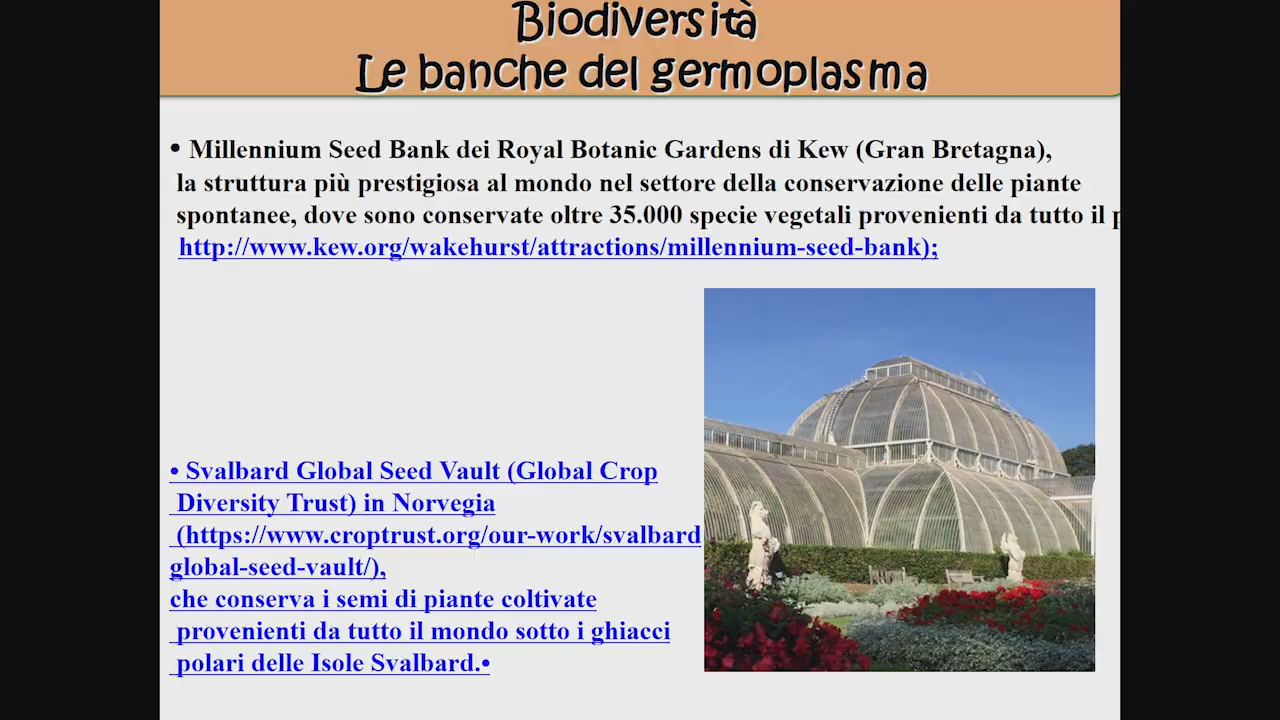 Biodiversità
Le banche del germoplasma
• Millennium Seed Bank dei Royal Botanic Gardens di Kew (Gran Bretagna),
la struttura più prestigiosa al mondo nel settore della conservazione delle piante
spontanee, dove sono conservate oltre 35.000 specie vegetali provenienti da tutto il
http://www.kew.org/wakehurst/attractions/millennium-seed-bank);
• Svalbard Global Seed Vault (Global Crop
Diversity Trust) in Norvegia
(https://www.croptrust.org/our-work/svalbard
global-seed-vault/),
che conserva i semi di piante coltivate
provenienti da tutto il mondo sotto i ghiacci
polari delle Isole Svalbard.•